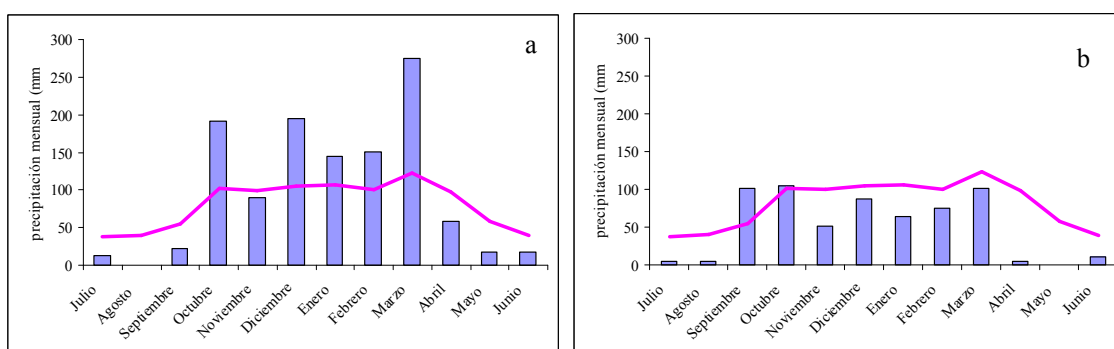 a
precipitación mensual (mm
300
250
200
150
100
50
0
Julio
Agosto
Septiembre
Octubre
Noviembre
Diciembre
Enero
Febrero
Marzo
Abril
Mayo
Junio
b
precipitación mensual (mm
300
250
200
150
100
50
0
Julio
Agosto
Septiembre
Octubre
Noviembre
Diciembre
Enero
Febrero
Marzo
Abril
Mayo
Junio